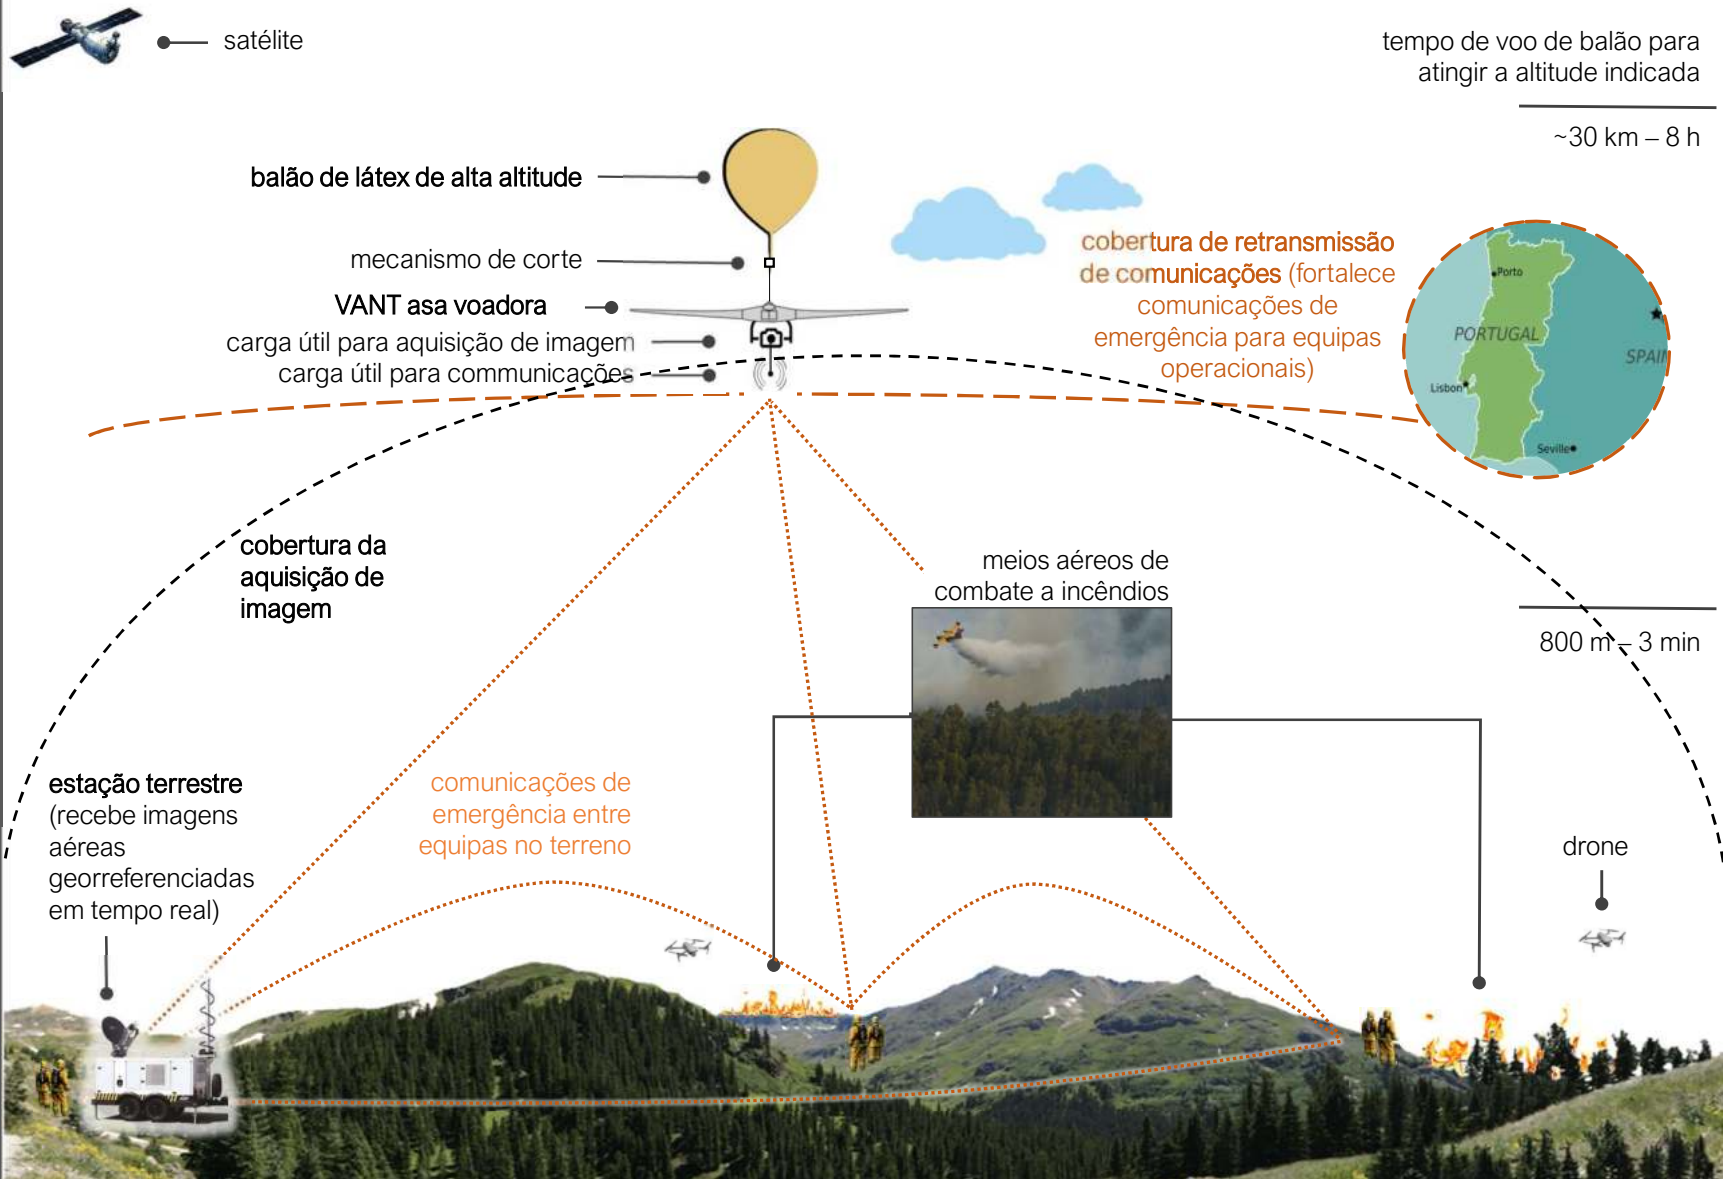 satélite
tempo de voo de balão para
atingir a altitude indicada
~30 km – 8 h
balão de látex de alta altitude
mecanismo de corte
VANT asa voadora
carga útil para aquisição de imagem
carga útil para communicações
cobertura de retransmissão
de comunicações (fortalece
comunicações de
emergência para equipas
operacionais)
Porto
PORTUGAL
SPAIN
Lisbon
Seville
cobertura da
aquisição de
imagem
meios aéreos de
combate a incêndios
800 m – 3 min
estação terrestre
(recebe imagens
aéreas
georreferenciadas
em tempo real)
comunicações de
emergência entre
equipas no terreno
drone